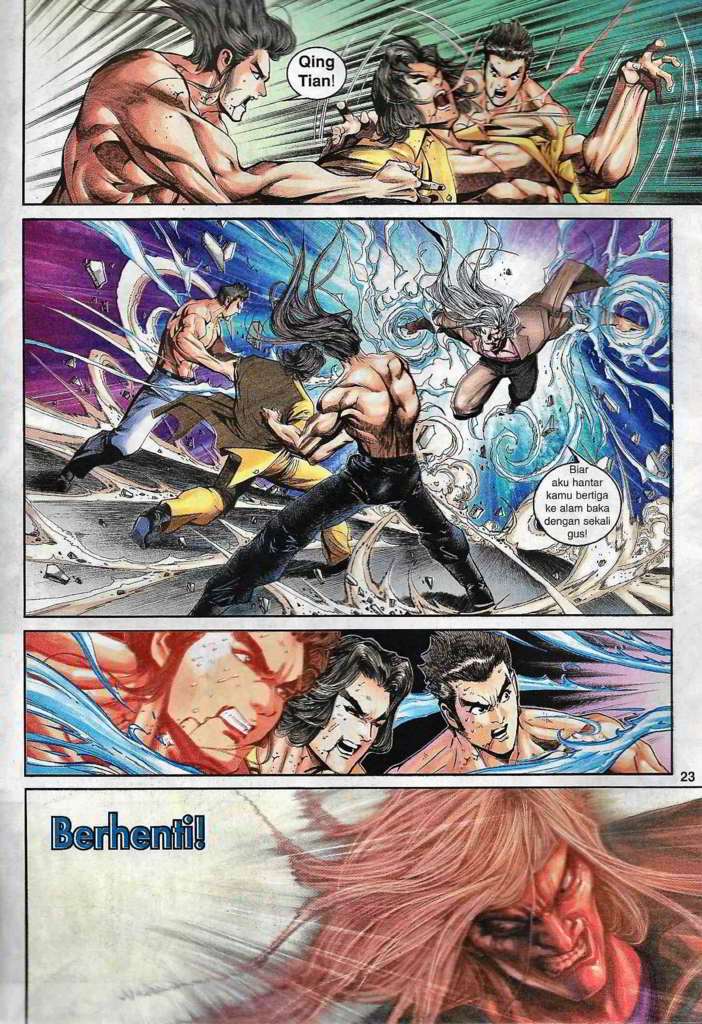 Qing
Tian!
Biar
aku hantar
kamu bertiga
ke alam baka
dengan sekali
gus!
23
Berhenti!